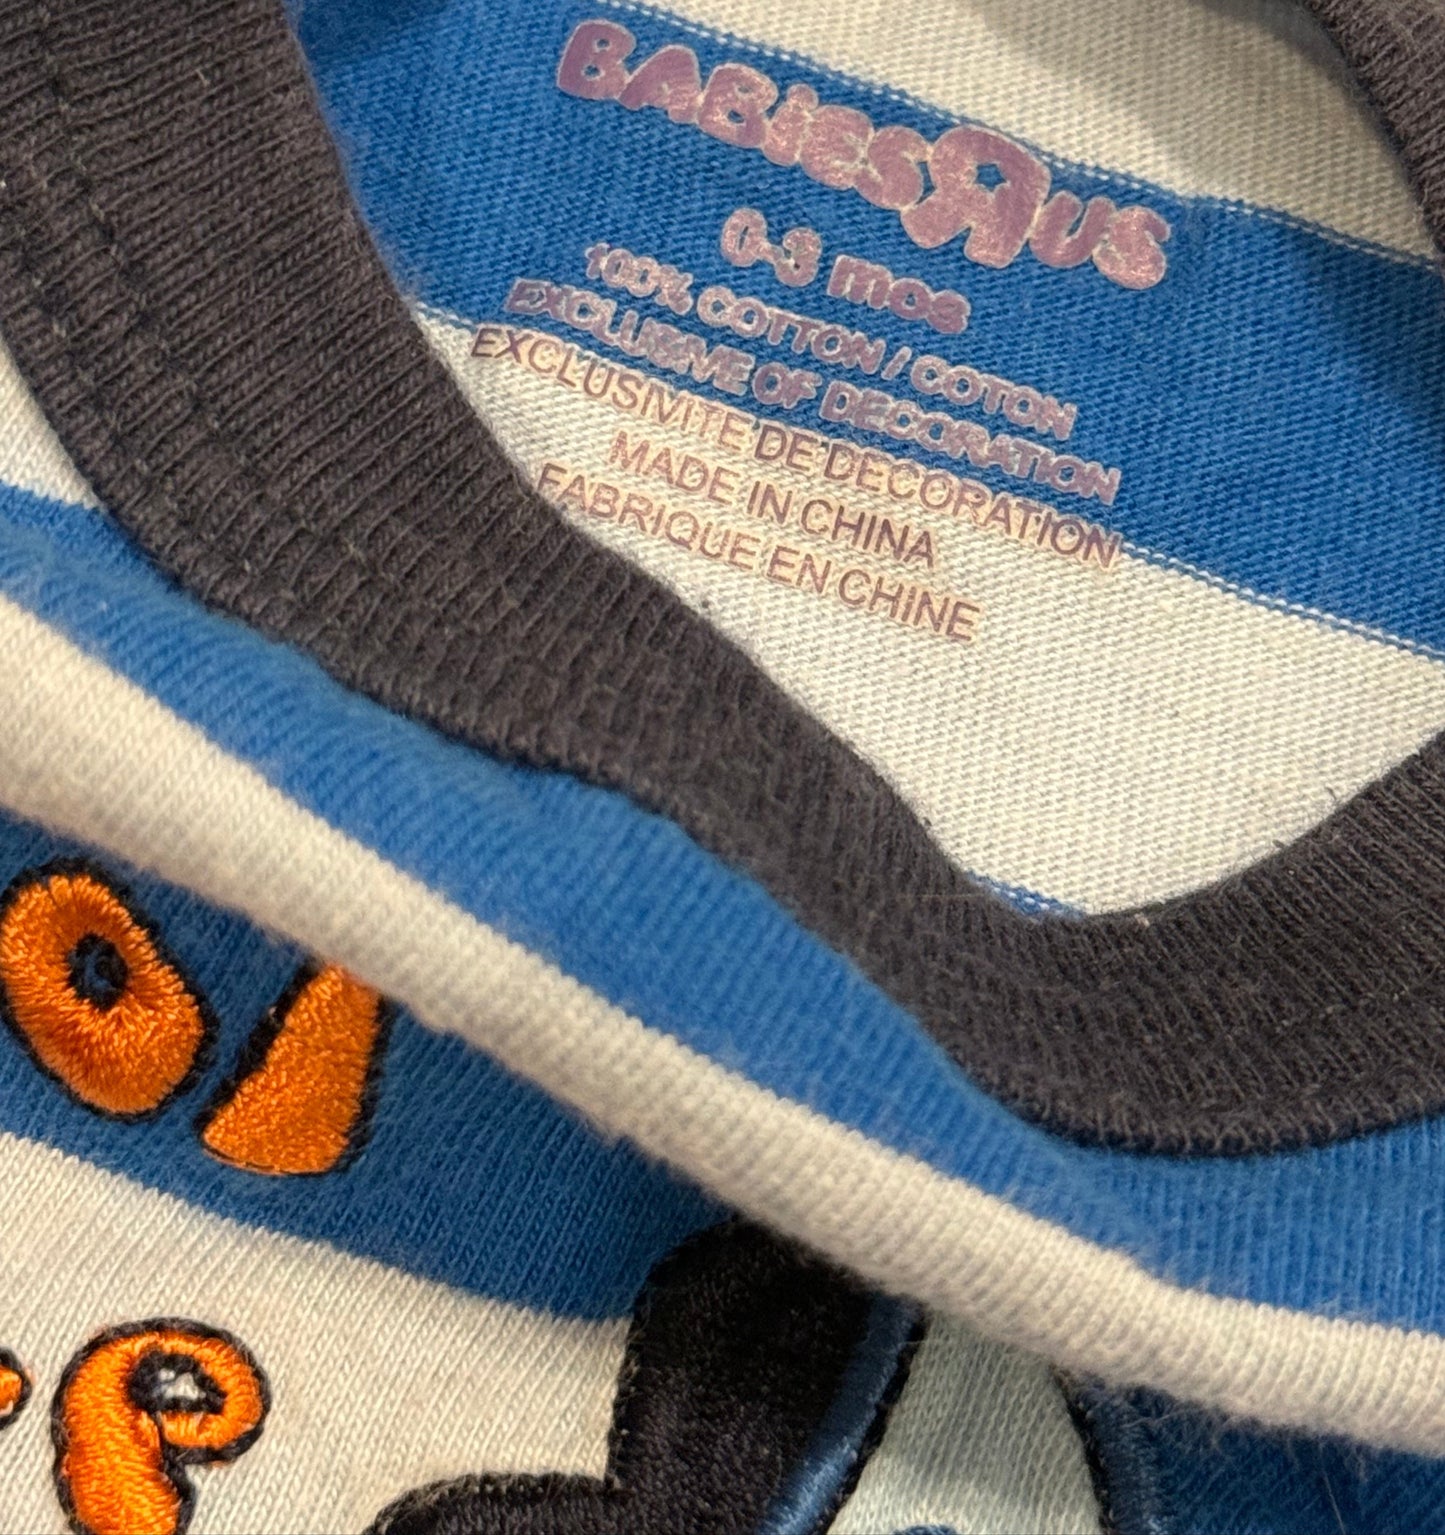 BABIES R US
0-3 mos
100% COTTON / COTON
EXCLUSIVE OF DECORATION
EXCLUSIVITE DE DECORATION
MADE IN CHINA
FABRIQUE EN CHINE